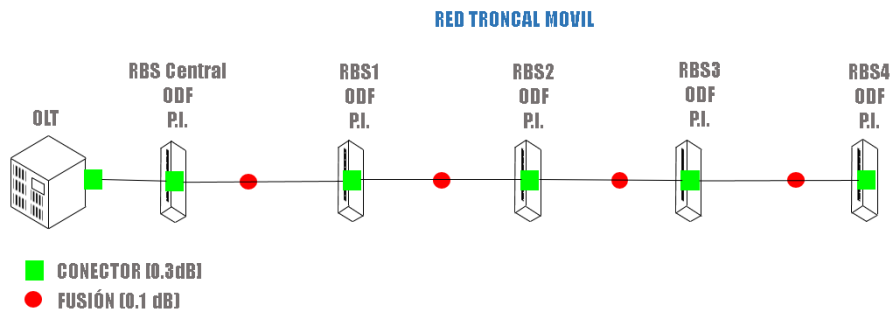 RED TRONCAL MOVIL
OLT
RBS Central
ODF
P.I.
RBS1
ODF
P.I.
RBS2
ODF
P.I.
RBS3
ODF
P.I.
RBS4
ODF
P.I.
CONECTOR (0.3dB)
FUSIÓN (0.1 dB)